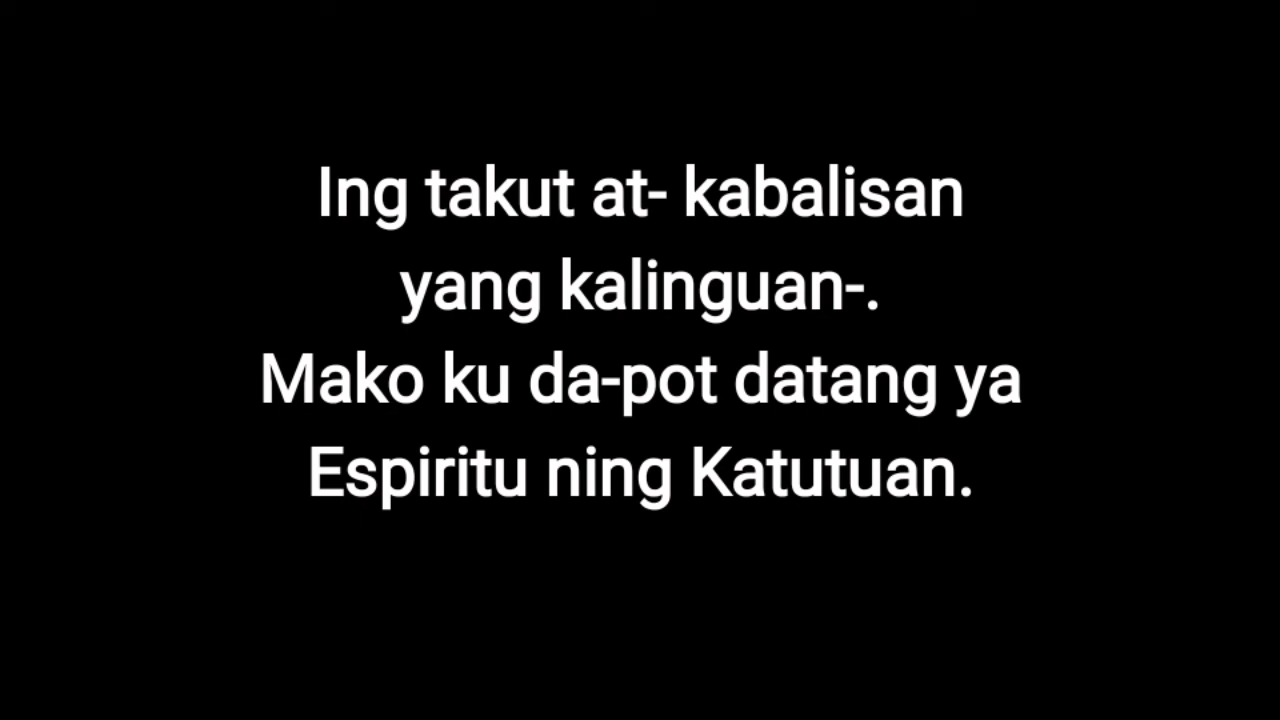 Ing takut at- kabalisan
yang kalinguan-.
Mako ku da-pot datang ya
Espiritu ning Katutuan.